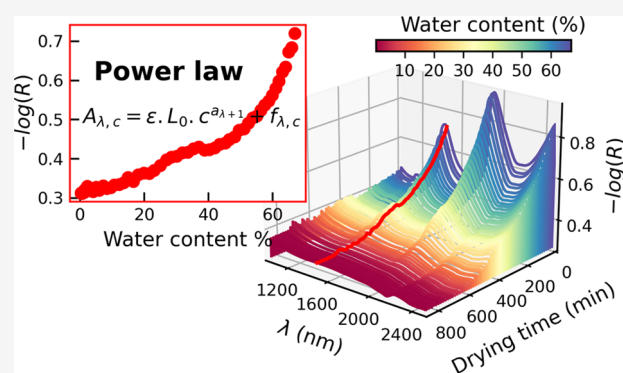 Water content (%)
10 20 30 40 50 60
0.7
0.6
0.5
0.4
0.3
-log(R)
Power law
A_{λ,c} = ε.L_0.c^{a_{λ+1}} + f_{λ,c}
0 20 40 60
Water content %
0.8
0.6
0.4
-log(R)
1200
1600
2000
2400
λ (nm)
0
200
400
600
800
Drying time (min)